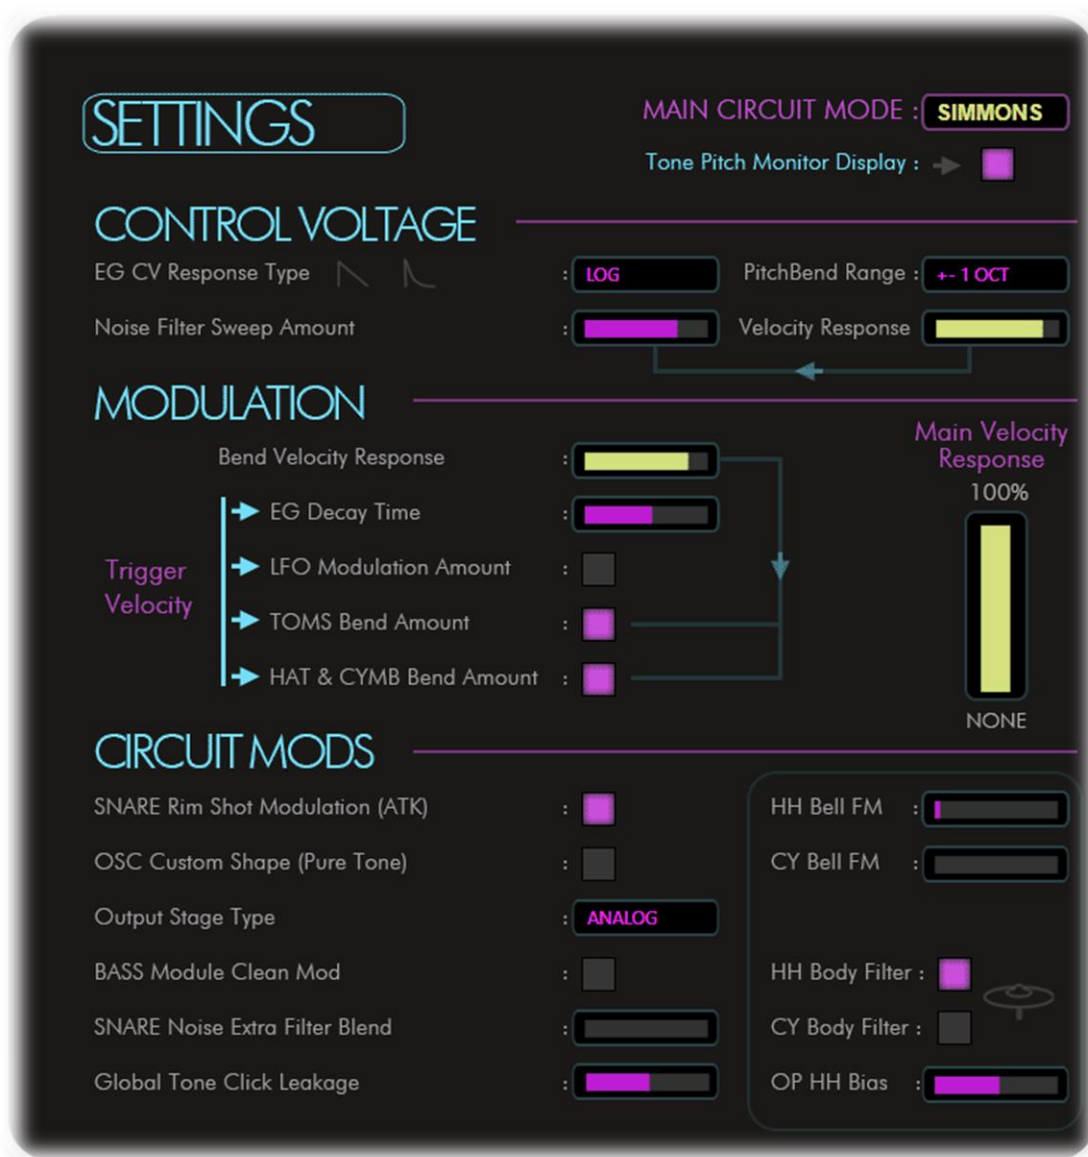 SETTINGS
MAIN CIRCUIT MODE : SIMMONS
Tone Pitch Monitor Display :
CONTROL VOLTAGE
EG CV Response Type : LOG
PitchBend Range : +- 1 OCT
Noise Filter Sweep Amount :
Velocity Response
MODULATION
Main Velocity
Response
100%
NONE
Bend Velocity Response :
Trigger
Velocity
EG Decay Time :
LFO Modulation Amount :
TOMS Bend Amount :
HAT & CYMB Bend Amount :
CIRCUIT MODS
SNARE Rim Shot Modulation (ATK) :
OSC Custom Shape (Pure Tone) :
Output Stage Type : ANALOG
BASS Module Clean Mod :
SNARE Noise Extra Filter Blend :
Global Tone Click Leakage :
HH Bell FM :
CY Bell FM :
HH Body Filter :
CY Body Filter :
OP HH Bias :